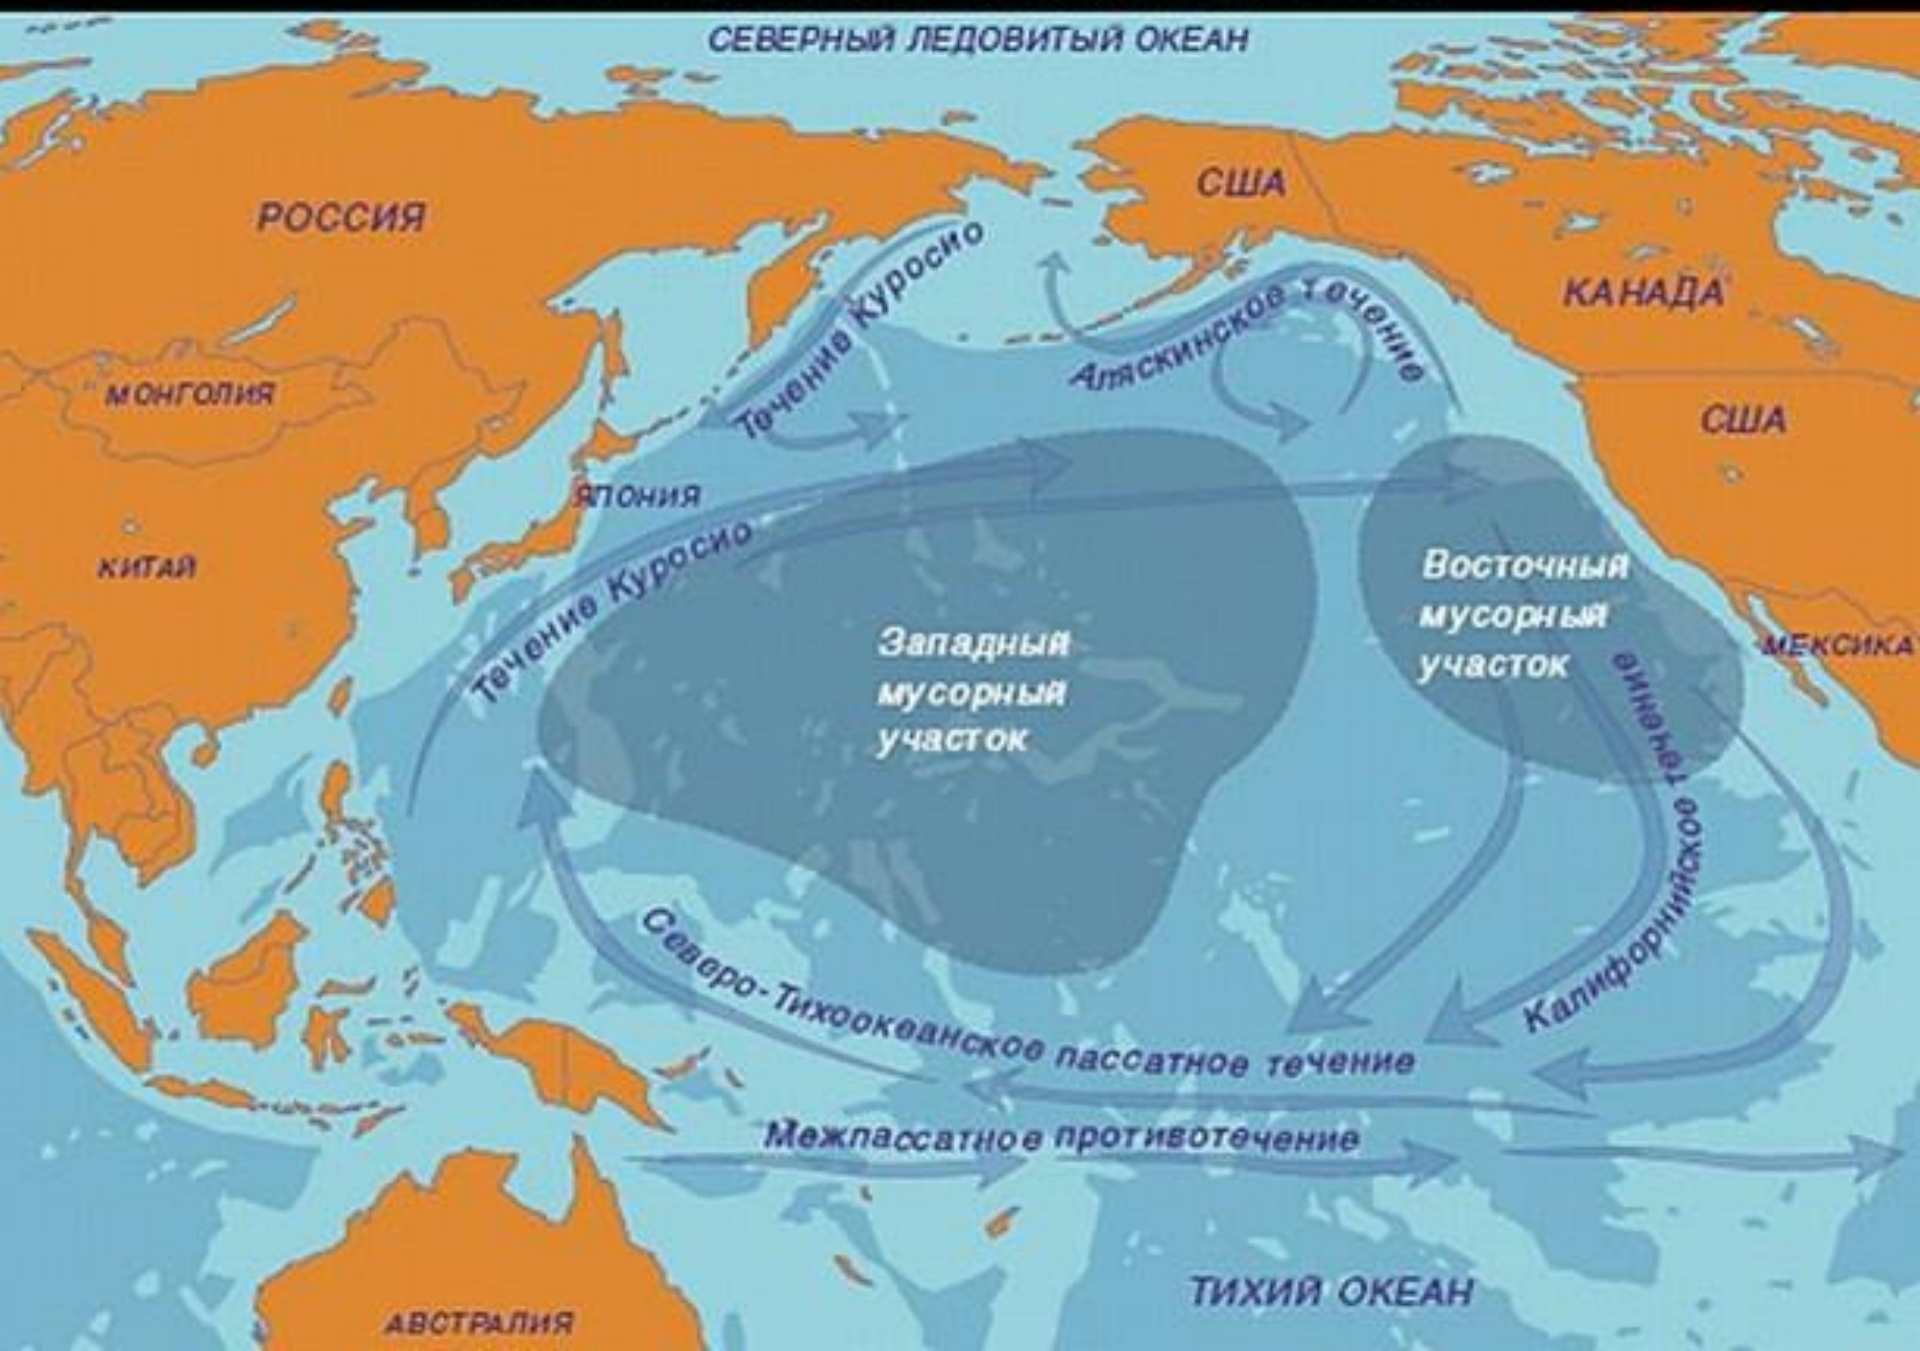 СЕВЕРНЫЙ ЛЕДОВИТЫЙ ОКЕАН
США
РОССИЯ
Течение Куросио
КАНАДА
Аляскинское течение
МОНГОЛИЯ
США
ЯПОНИЯ
КИТАЙ
Течение Куросио
Восточный
мусорный
участок
Западный
мусорный
участок
МЕКСИКА
Калифорнийское течение
Северо-Тихоокеанское пассатное течение
Межпассатное противотечение
ТИХИЙ ОКЕАН
АВСТРАЛИЯ